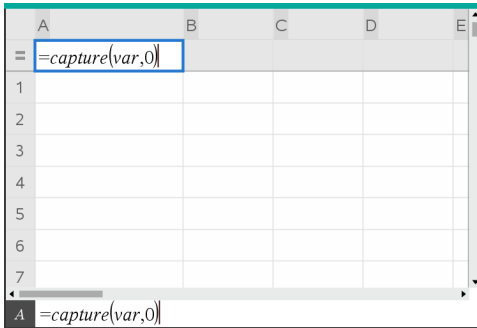 A B C D E
= =capture(var,0)
1
2
3
4
5
6
7
A =capture(var,0)